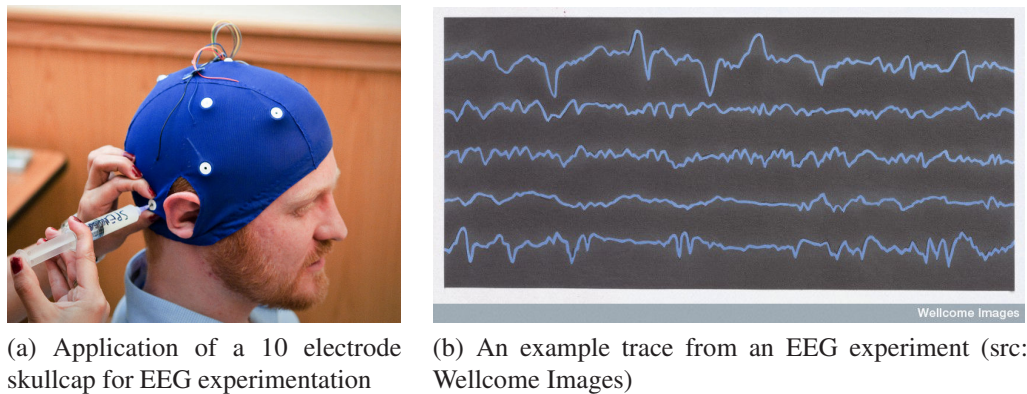 Wellcome Images
(a) Application of a 10 electrode
skullcap for EEG experimentation
(b) An example trace from an EEG experiment (src:
Wellcome Images)